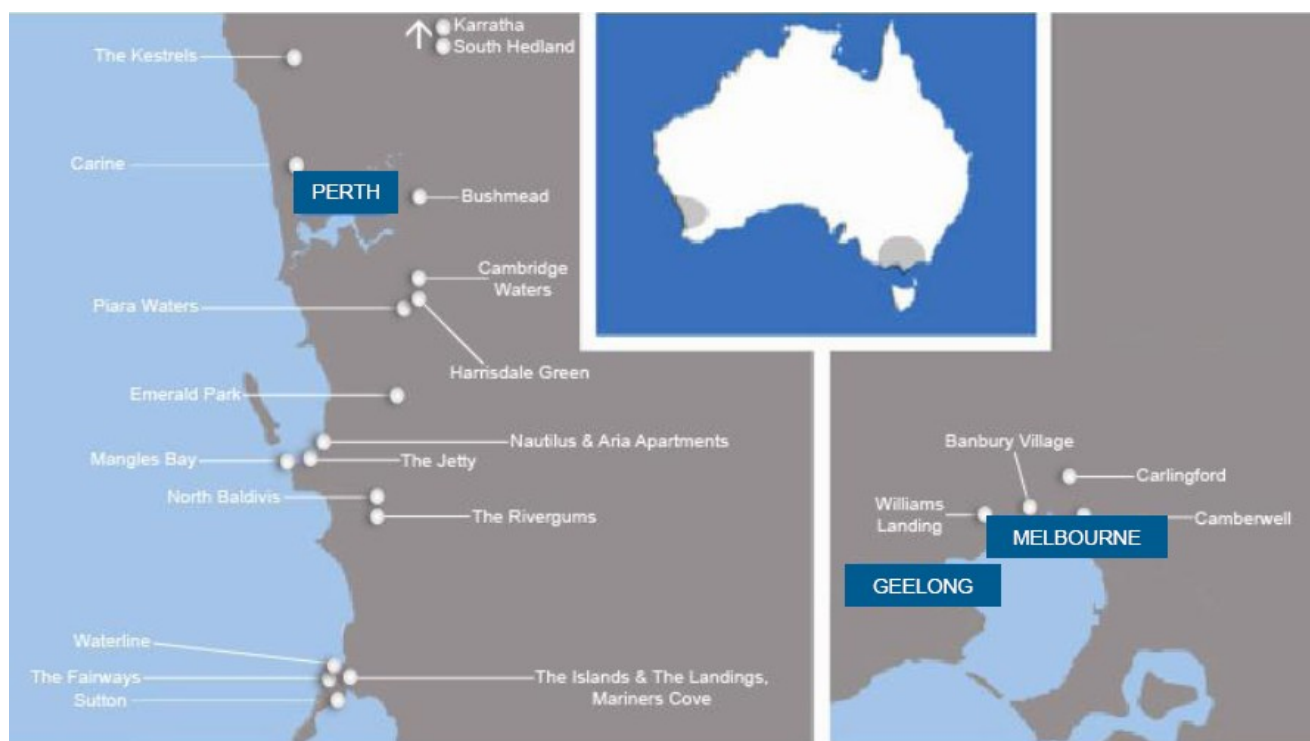 Karratha
South Hedland
The Kestrels
Carine
PERTH
Bushmead
Cambridge
Waters
Piara Waters
Harrisdale Green
Emerald Park
Nautilus & Aria Apartments
Mangles Bay
The Jetty
North Baldivis
The Rivergums
Waterline
The Fairways
Sutton
The Islands & The Landings,
Mariners Cove
Banbury Village
Carlingford
Williams
Landing
Camberwell
MELBOURNE
GEELONG